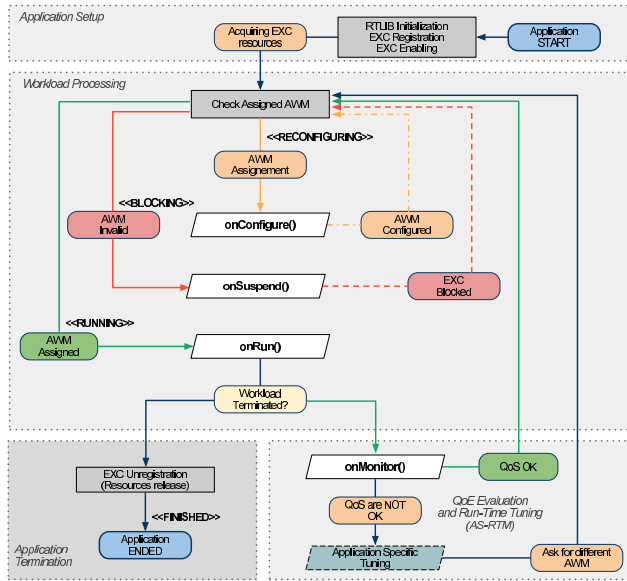 Application Setup
Acquiring EXC
resources
RTLIB Initialization
EXC Registration
EXC Enabling
Application
START
Workload Processing
Check Assigned AWM
<<RECONFIGURING>>
AWM
Assignement
<<BLOCKING>>
AWM
Invalid
onConfigure()
AWM
Configured
onSuspend()
EXC
Blocked
<<RUNNING>>
AWM
Assigned
onRun()
Workload
Terminated?
EXC Unregistration
(Resources release)
<<FINISHED>>
Application
ENDED
Application
Termination
onMonitor()
QoS OK
QoS are NOT
OK
QoE Evaluation
and Run-Time Tuning
(AS-RTM)
Application Specific
Tuning
Ask for different
AWM